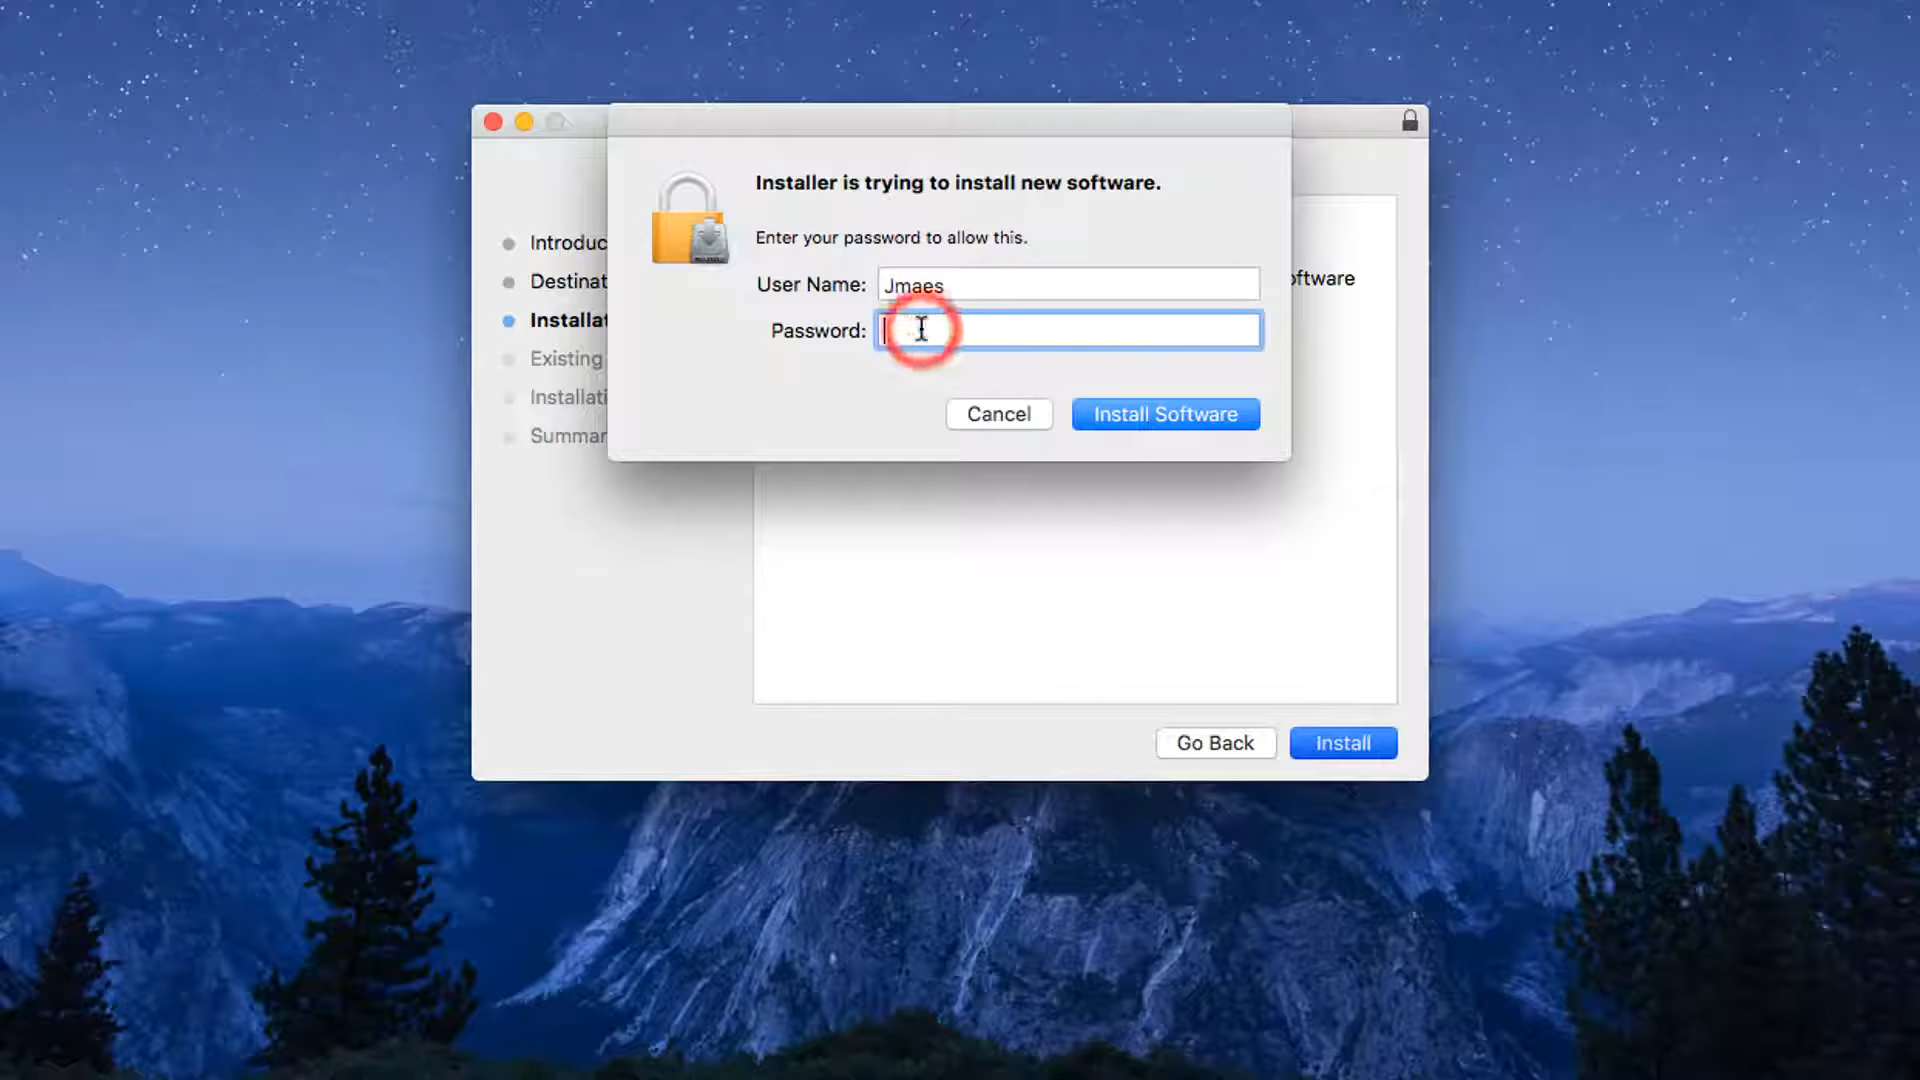 Installer is trying to install new software.
Enter your password to allow this.
User Name: Jmaes
Password:
Cancel
Install Software
Introduc
Destinat
Installat
Existing
Installati
Summar
oftware
Go Back
Install